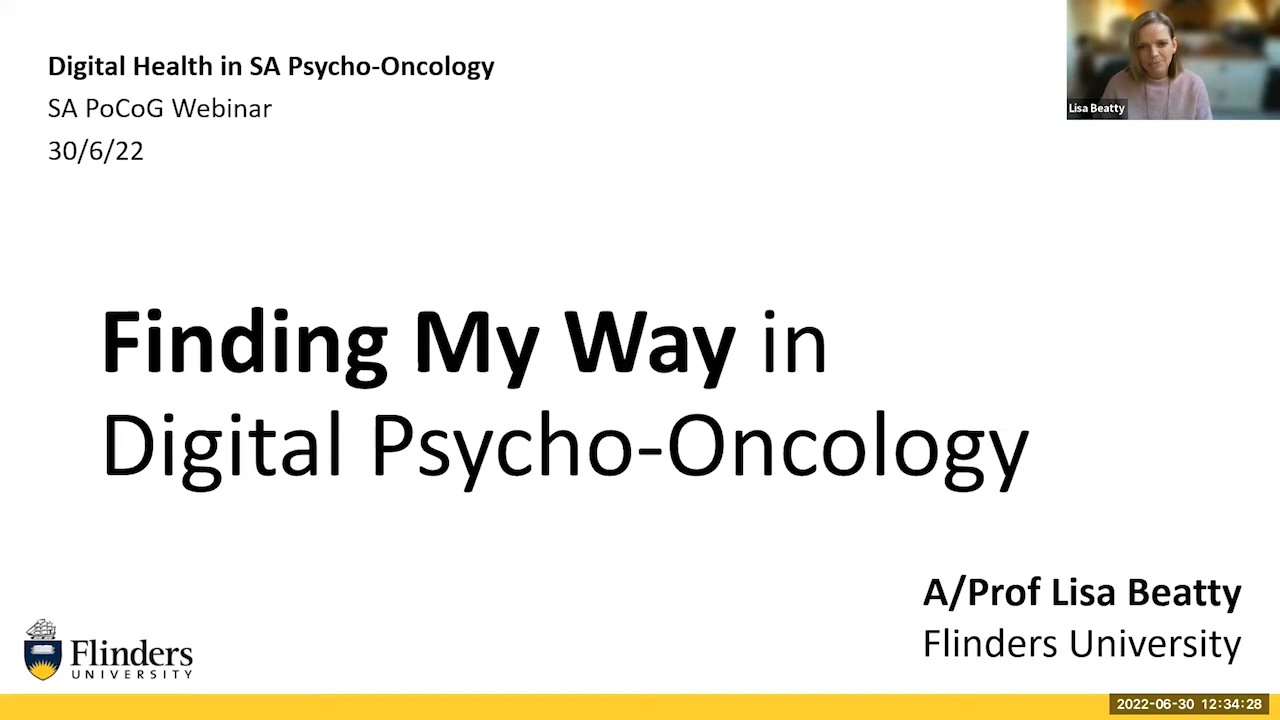 Digital Health in SA Psycho-Oncology
SA PoCoG Webinar
30/6/22
Lisa Beatty
Finding My Way in
Digital Psycho-Oncology
A/Prof Lisa Beatty
Flinders University
Flinders
UNIVERSITY
2022-06-30 12:34:28